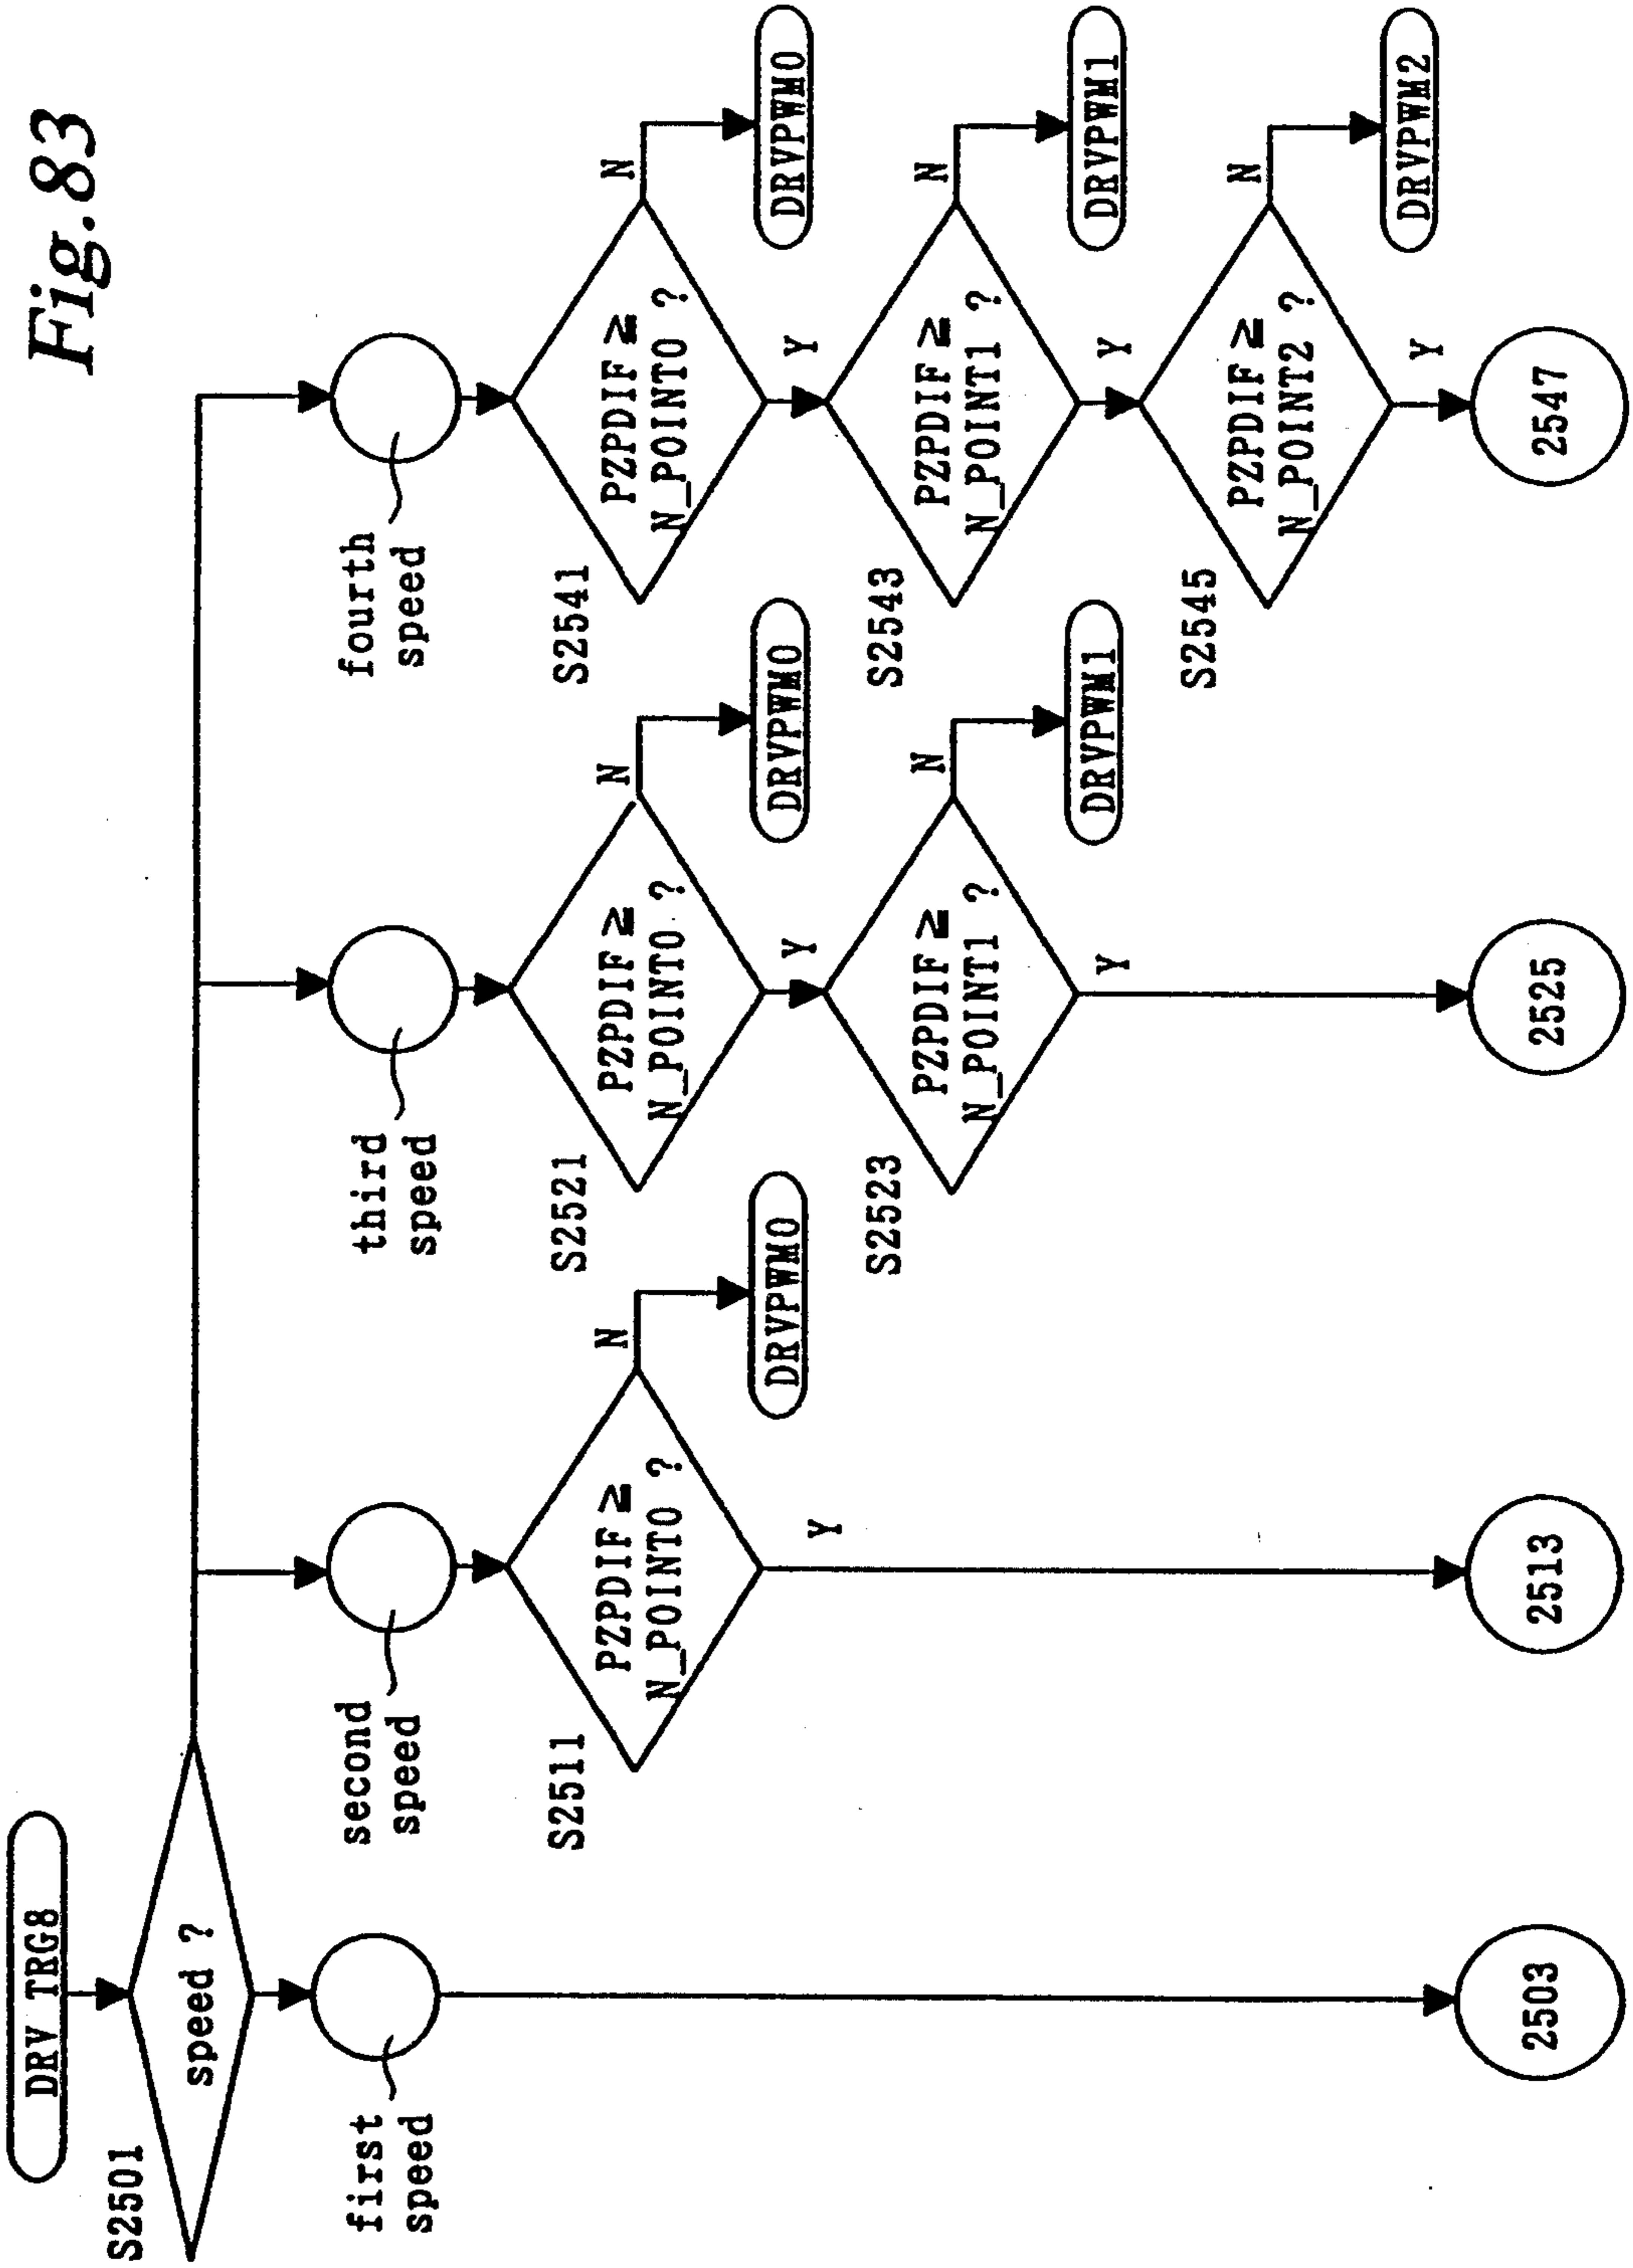 Fig.83
DRV TRG8
S2501
speed ?
first
speed
2503
second
speed
S2511
PZPDIF ≧
N_POINT0 ?
N
DRVPWM0
Y
2513
third
speed
S2521
PZPDIF ≧
N_POINT0 ?
N
DRVPWM0
Y
S2523
PZPDIF ≧
N_POINT1 ?
N
DRVPWM1
Y
2525
fourth
speed
S2541
PZPDIF ≧
N_POINT0 ?
N
DRVPWM0
Y
S2543
PZPDIF ≧
N_POINT1 ?
N
DRVPWM1
Y
S2545
PZPDIF ≧
N_POINT2 ?
N
DRVPWM2
Y
2547